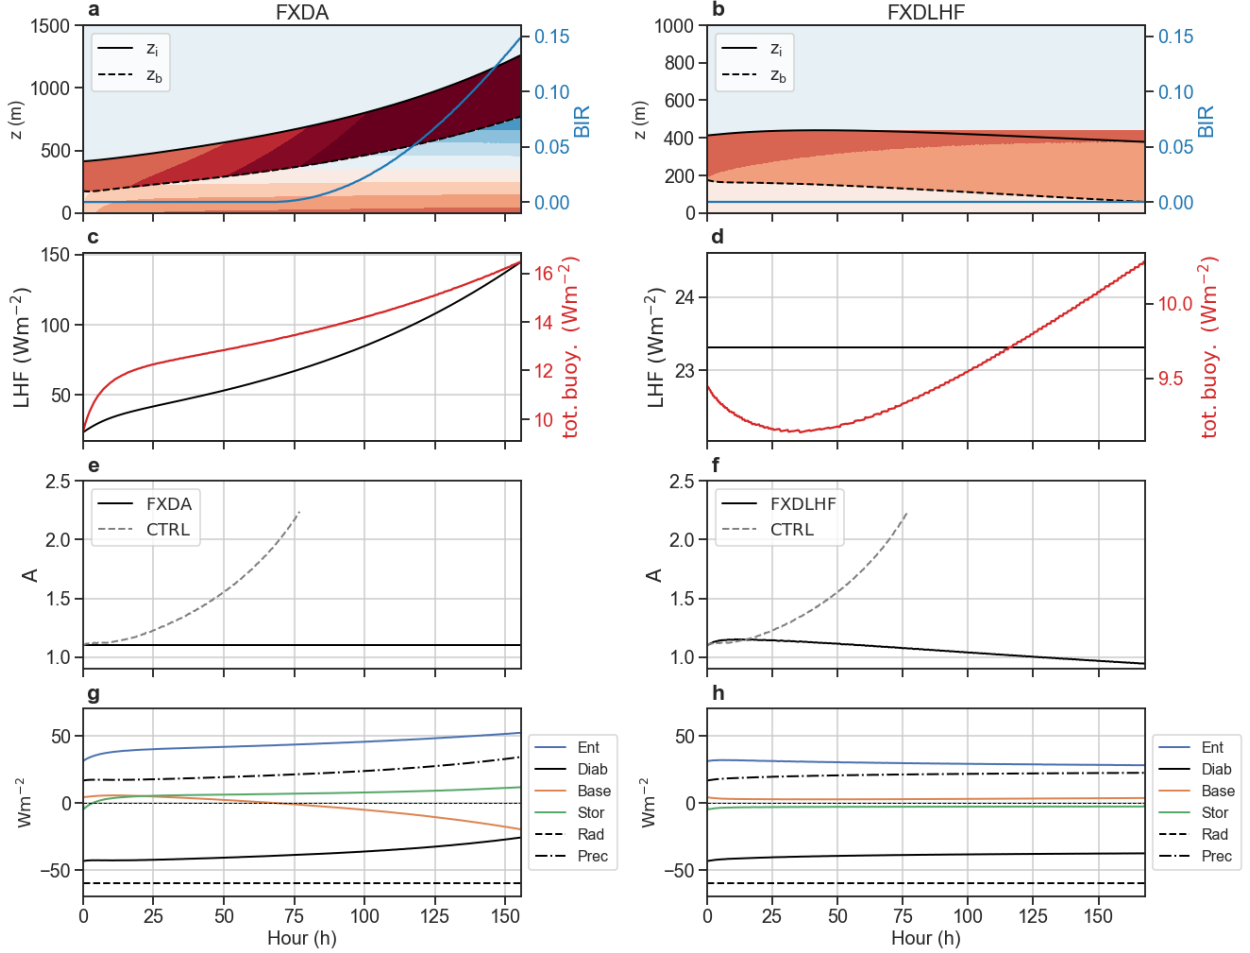 a
FXDA
1500
1000
500
0
z (m)
z_i
z_b
0.15
0.10
0.05
0.00
BIR
b
FXDLHF
1000
800
600
400
200
0
z (m)
z_i
z_b
0.15
0.10
0.05
0.00
BIR
c
150
100
50
LHF (Wm⁻²)
16
14
12
10
tot. buoy. (Wm⁻²)
d
24
23
LHF (Wm⁻²)
10.0
9.5
tot. buoy. (Wm⁻²)
e
2.5
2.0
1.5
1.0
A
FXDA
CTRL
f
2.5
2.0
1.5
1.0
A
FXDLHF
CTRL
g
50
0
−50
Wm⁻²
0 25 50 75 100 125 150
Hour (h)
Ent
Diab
Base
Stor
Rad
Prec
h
50
0
−50
Wm⁻²
0 25 50 75 100 125 150
Hour (h)
Ent
Diab
Base
Stor
Rad
Prec